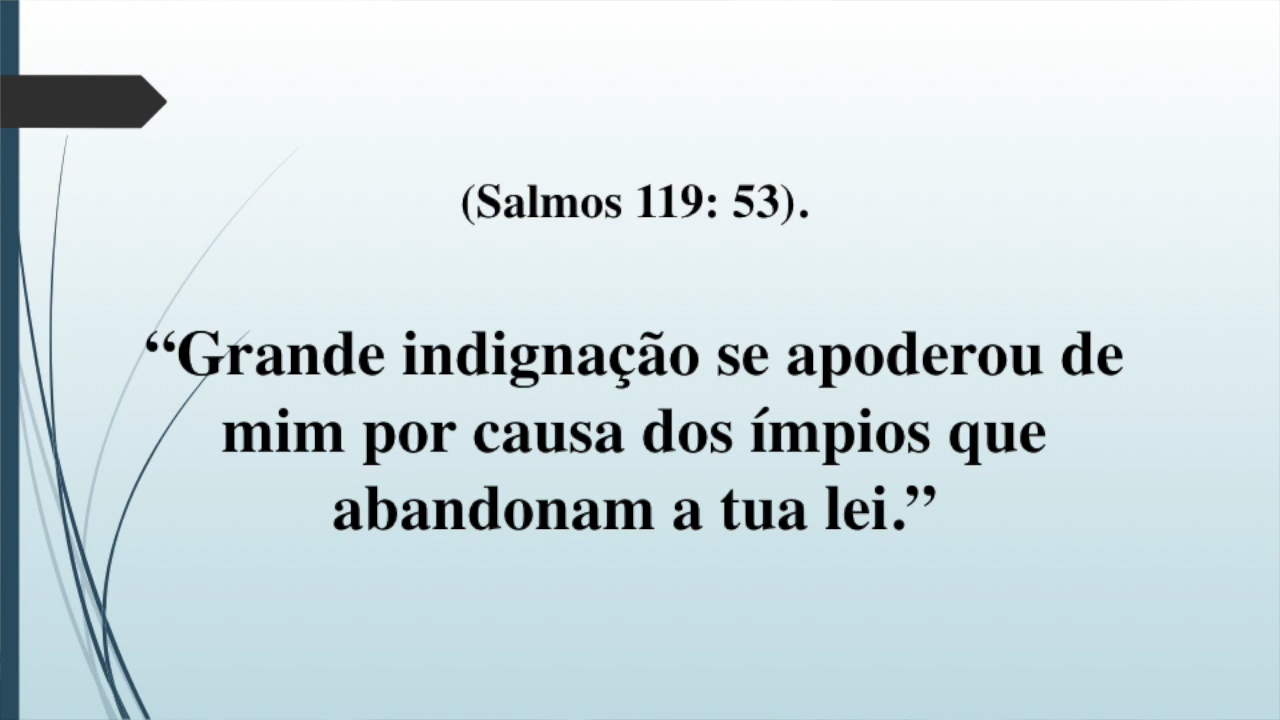 (Salmos 119: 53).
“Grande indignação se apoderou de
mim por causa dos ímpios que
abandonam a tua lei.”